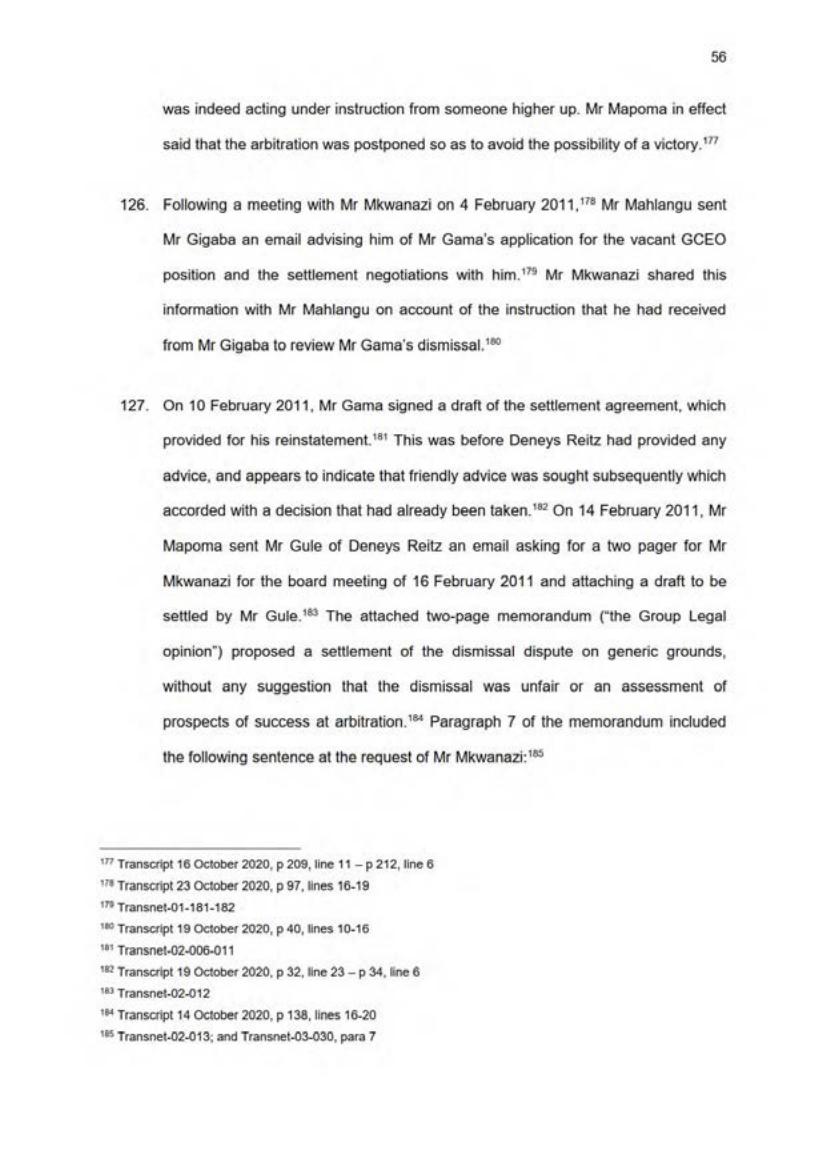 56
was indeed acting under instruction from someone higher up. Mr Mapoma in effect
said that the arbitration was postponed so as to avoid the possibility of a victory.177
126. Following a meeting with Mr Mkwanazi on 4 February 2011,178 Mr Mahlangu sent
Mr Gigaba an email advising him of Mr Gama's application for the vacant GCEO
position and the settlement negotiations with him.179 Mr Mkwanazi shared this
information with Mr Mahlangu on account of the instruction that he had received
from Mr Gigaba to review Mr Gama's dismissal.180
127. On 10 February 2011, Mr Gama signed a draft of the settlement agreement, which
provided for his reinstatement.181 This was before Deneys Reitz had provided any
advice, and appears to indicate that friendly advice was sought subsequently which
accorded with a decision that had already been taken.182 On 14 February 2011, Mr
Mapoma sent Mr Gule of Deneys Reitz an email asking for a two pager for Mr
Mkwanazi for the board meeting of 16 February 2011 and attaching a draft to be
settled by Mr Gule.183 The attached two-page memorandum ("the Group Legal
opinion") proposed a settlement of the dismissal dispute on generic grounds,
without any suggestion that the dismissal was unfair or an assessment of
prospects of success at arbitration.184 Paragraph 7 of the memorandum included
the following sentence at the request of Mr Mkwanazi:185
177 Transcript 16 October 2020, p 209, line 11 – p 212, line 6
178 Transcript 23 October 2020, p 97, lines 16-19
179 Transnet-01-181-182
180 Transcript 19 October 2020, p 40, lines 10-16
181 Transnet-02-006-011
182 Transcript 19 October 2020, p 32, line 23 – p 34, line 6
183 Transnet-02-012
184 Transcript 14 October 2020, p 138, lines 16-20
185 Transnet-02-013; and Transnet-03-030, para 7